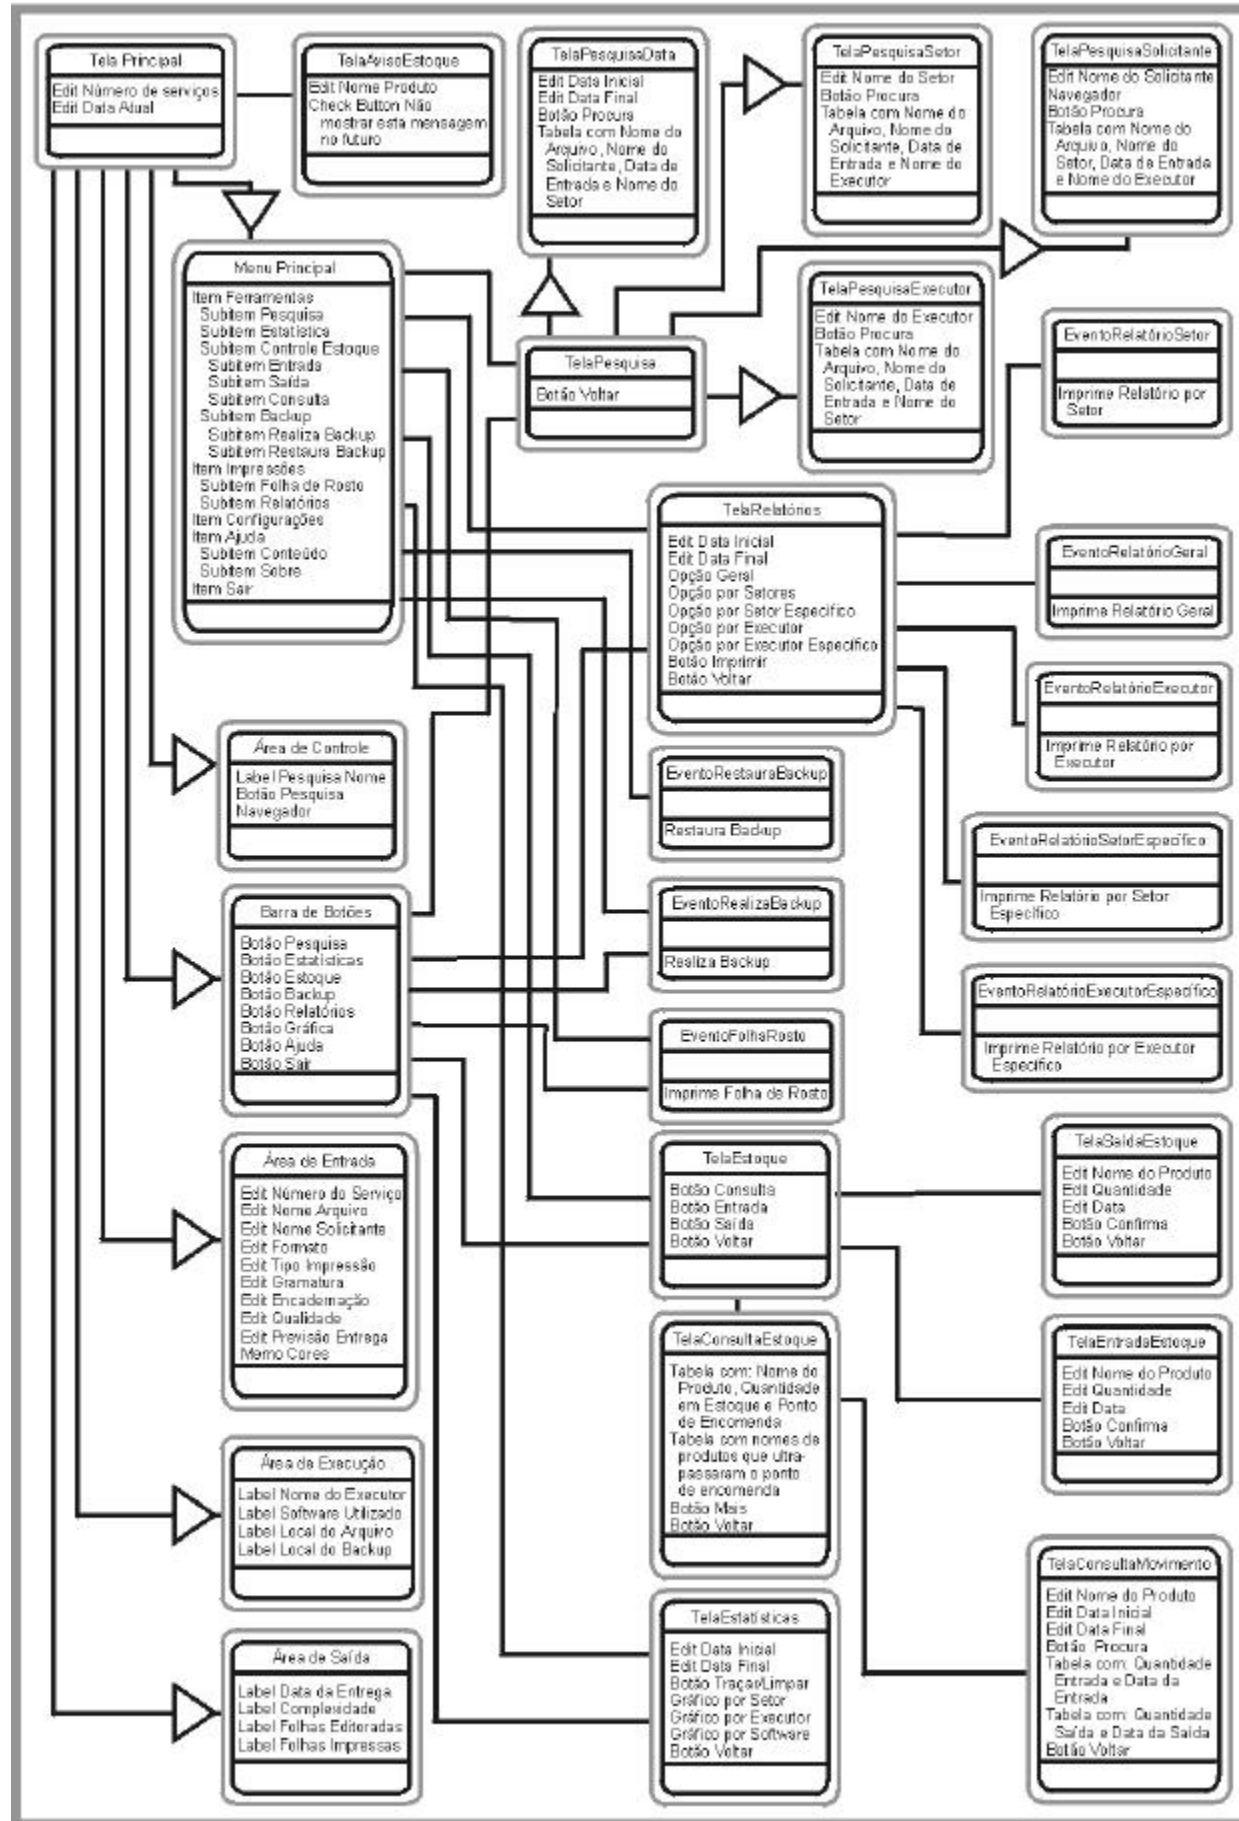 Tela Principal
Edit Número de serviços
Edit Data Atual
TelaAvisoEstoque
Edit Nome Produto
Check Button Não
mostrar esta mensagem
no futuro
TelaPesquisaData
Edit Data Inicial
Edit Data Final
Botão Procura
Tabela com Nome do
Arquivo, Nome do
Solicitante, Data de
Entrada e Nome do
Setor
TelaPesquisaSetor
Edit Nome do Setor
Botão Procura
Tabela com Nome do
Arquivo, Nome do
Solicitante, Data de
Entrada e Nome do
Executor
TelaPesquisaSolicitante
Edit Nome do Solicitante
Navegador
Botão Procura
Tabela com Nome do
Arquivo, Nome do
Setor, Data de Entrada
e Nome do Executor
Menu Principal
Item Ferramentas
Subitem Pesquisa
Subitem Estatística
Subitem Controle Estoque
Subitem Entrada
Subitem Saída
Subitem Consulta
Subitem Backup
Subitem Realiza Backup
Subitem Restaura Backup
Item Impressões
Subitem Folha de Rosto
Subitem Relatórios
Item Configurações
Item Ajuda
Subitem Conteúdo
Subitem Sobre
Item Sair
TelaPesquisa
Botão Voltar
TelaPesquisaExecutor
Edit Nome do Executor
Botão Procura
Tabela com Nome do
Arquivo, Nome do
Solicitante, Data de
Entrada e Nome do
Setor
EventoRelatórioSetor
Imprime Relatório por
Setor
TelaRelatórios
Edit Data Inicial
Edit Data Final
Opção Geral
Opção por Setores
Opção por Setor Específico
Opção por Executor
Opção por Executor Específico
Botão Imprimir
Botão Voltar
EventoRelatórioGeral
Imprime Relatório Geral
EventoRelatórioExecutor
Imprime Relatório por
Executor
Área de Controle
Label Pesquisa Nome
Botão Pesquisa
Navegador
EventoRestauraBackup
Restaura Backup
EventoRelatórioSetorEspecífico
Imprime Relatório por Setor
Específico
Barra de Botões
Botão Pesquisa
Botão Estatísticas
Botão Estoque
Botão Backup
Botão Relatórios
Botão Gráfica
Botão Ajuda
Botão Sair
EventoRealizaBackup
Realiza Backup
EventoRelatórioExecutorEspecífico
Imprime Relatório por Executor
Específico
EventoFolhaRosto
Imprime Folha de Rosto
Área de Entrada
Edit Número do Serviço
Edit Nome Arquivo
Edit Nome Solicitante
Edit Formato
Edit Tipo Impressão
Edit Gramatura
Edit Encadernação
Edit Qualidade
Edit Previsão Entrega
Memo Cores
TelaEstoque
Botão Consulta
Botão Entrada
Botão Saída
Botão Voltar
TelaSaídaEstoque
Edit Nome do Produto
Edit Quantidade
Edit Data
Botão Confirma
Botão Voltar
TelaConsultaEstoque
Tabela com: Nome do
Produto, Quantidade
em Estoque e Ponto
de Encomenda
Tabela com nomes de
produtos que ultra-
passaram o ponto
de encomenda
Botão Mais
Botão Voltar
TelaEntradaEstoque
Edit Nome do Produto
Edit Quantidade
Edit Data
Botão Confirma
Botão Voltar
Área de Execução
Label Nome do Executor
Label Software Utilizado
Label Local do Arquivo
Label Local do Backup
TelaConsultaMovimento
Edit Nome do Produto
Edit Data Inicial
Edit Data Final
Botão Procura
Tabela com: Quantidade
Entrada e Data da
Entrada
Tabela com: Quantidade
Saída e Data da Saída
Botão Voltar
Área de Saída
Label Data da Entrega
Label Complexidade
Label Folhas Editoradas
Label Folhas Impressas
TelaEstatísticas
Edit Data Inicial
Edit Data Final
Botão Traçar/Limpar
Gráfico por Setor
Gráfico por Executor
Gráfico por Software
Botão Voltar